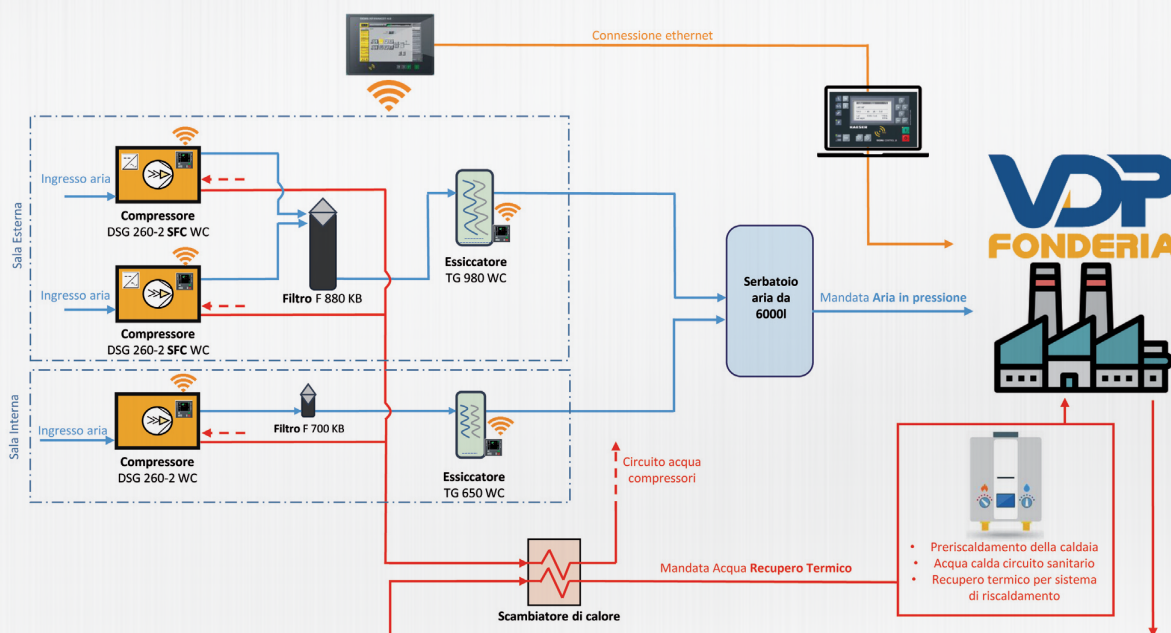 Connessione ethernet
Sala Esterna
Ingresso aria
Compressore
DSG 260-2 SFC WC
Ingresso aria
Compressore
DSG 260-2 SFC WC
Filtro F 880 KB
Essiccatore
TG 980 WC
Serbatoio
aria da
6000l
Mandata Aria in pressione
VDP
FONDERIA
Sala Interna
Ingresso aria
Compressore
DSG 260-2 WC
Filtro F 700 KB
Essiccatore
TG 650 WC
Circuito acqua
compressori
Scambiatore di calore
Mandata Acqua Recupero Termico
• Preriscaldamento della caldaia
• Acqua calda circuito sanitario
• Recupero termico per sistema
di riscaldamento